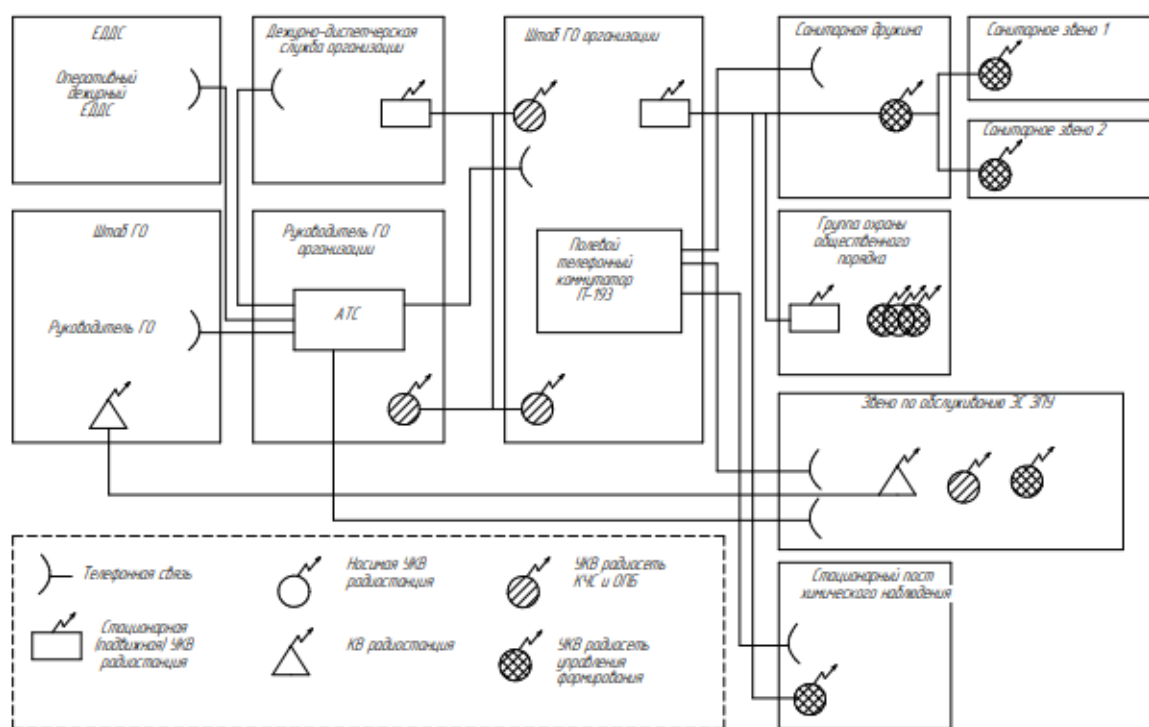 ЕДДС
Оперативный
дежурный
ЕДДС
Дежурно-диспетчерская
служба организации
Штаб ГО организации
Санитарная дружина
Санитарное звено 1
Санитарное звено 2
Штаб ГО
Руководитель ГО
Руководитель ГО
организации
АТС
Полевой
телефонный
коммутатор
П-193
Группа охраны
общественного
порядка
Звено по обслуживанию ЗС ЗПУ
Стационарный пост
химического наблюдения
Телефонная связь
Стационарная
(подвижная) УКВ
радиостанция
Носимая УКВ
радиостанция
КВ радиостанция
УКВ радиосеть
КЧС и ОПБ
УКВ радиосеть
управления
формирования